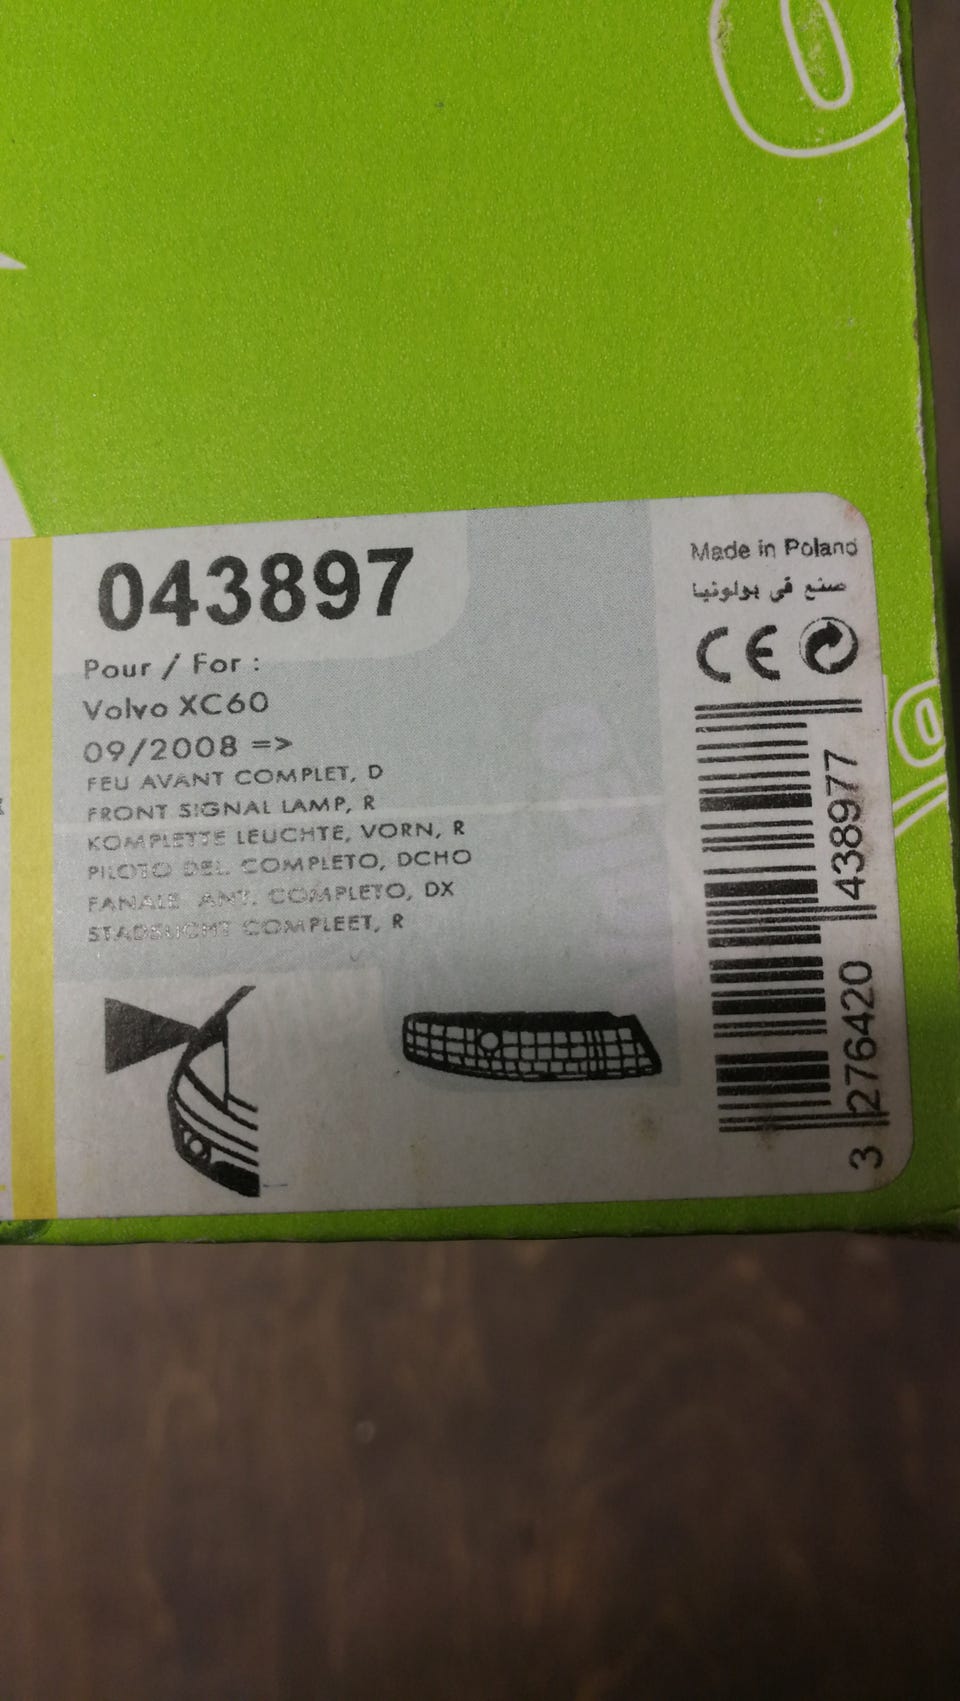 043897
Pour / For :
Volvo XC60
09/2008 =>
FEU AVANT COMPLET, D
FRONT SIGNAL LAMP, R
KOMPLETTE LEUCHTE, VORN, R
PILOTO DEL. COMPLETO, DCHO
FANALE ANT. COMPLETO, DX
STADSLICHT COMPLEET, R
Made in Poland
صنع في بولونيا
CE
3 276420 438977